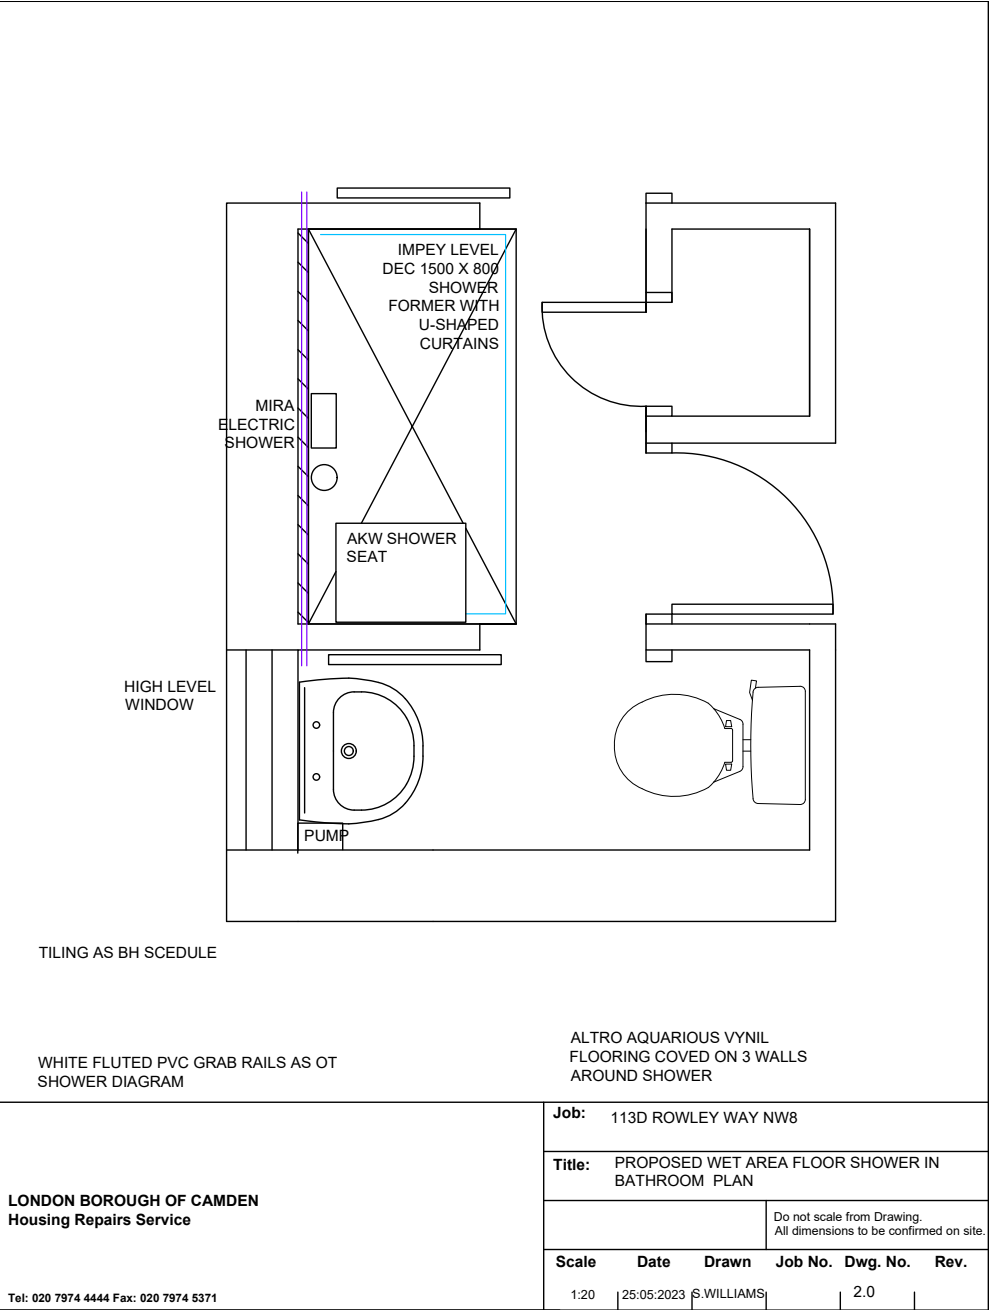 IMPEY LEVEL
DEC 1500 X 800
SHOWER
FORMER WITH
U-SHAPED
CURTAINS
MIRA
ELECTRIC
SHOWER
AKW SHOWER
SEAT
HIGH LEVEL
WINDOW
PUMP
TILING AS BH SCEDULE
WHITE FLUTED PVC GRAB RAILS AS OT
SHOWER DIAGRAM
ALTRO AQUARIOUS VYNIL
FLOORING COVED ON 3 WALLS
AROUND SHOWER
LONDON BOROUGH OF CAMDEN
Housing Repairs Service
Tel: 020 7974 4444 Fax: 020 7974 5371
Job: 113D ROWLEY WAY NW8
Title: PROPOSED WET AREA FLOOR SHOWER IN
BATHROOM PLAN
Do not scale from Drawing.
All dimensions to be confirmed on site.
Scale Date Drawn Job No. Dwg. No. Rev.
1:20 25:05:2023 S.WILLIAMS 2.0